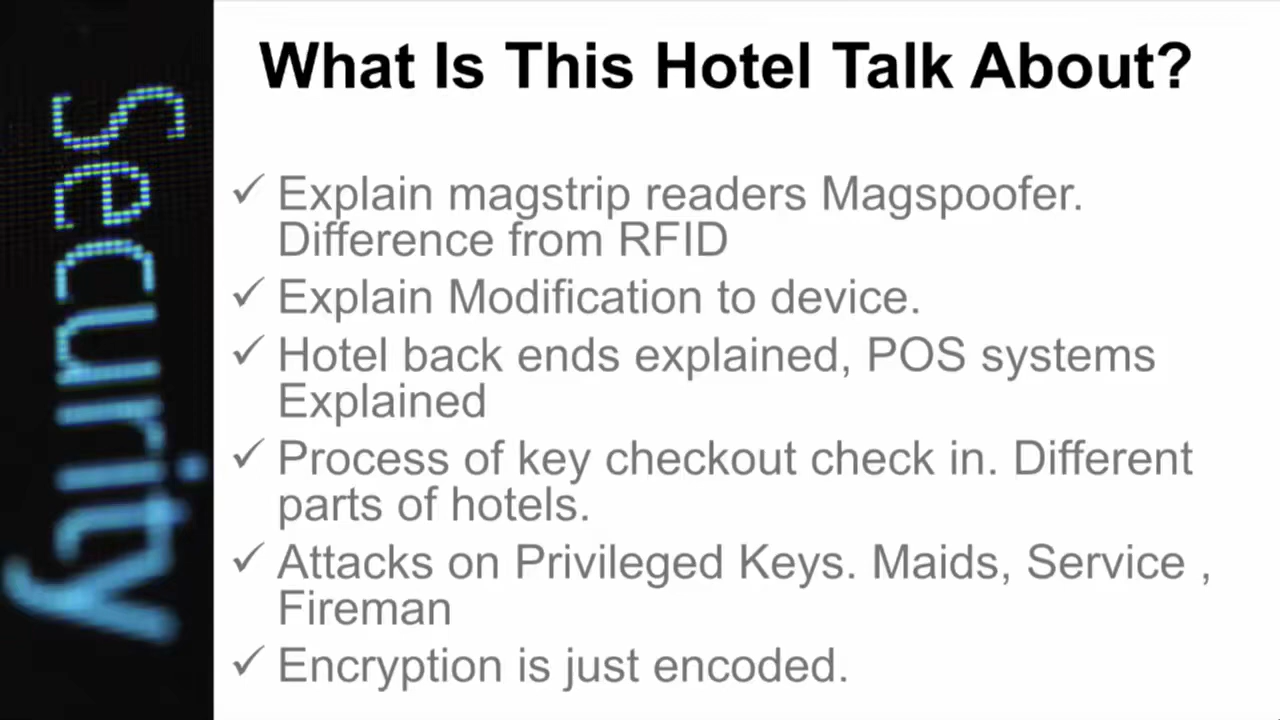 What Is This Hotel Talk About?
Security
✓ Explain magstrip readers Magspoofer.
Difference from RFID
✓ Explain Modification to device.
✓ Hotel back ends explained, POS systems
Explained
✓ Process of key checkout check in. Different
parts of hotels.
✓ Attacks on Privileged Keys. Maids, Service ,
Fireman
✓ Encryption is just encoded.